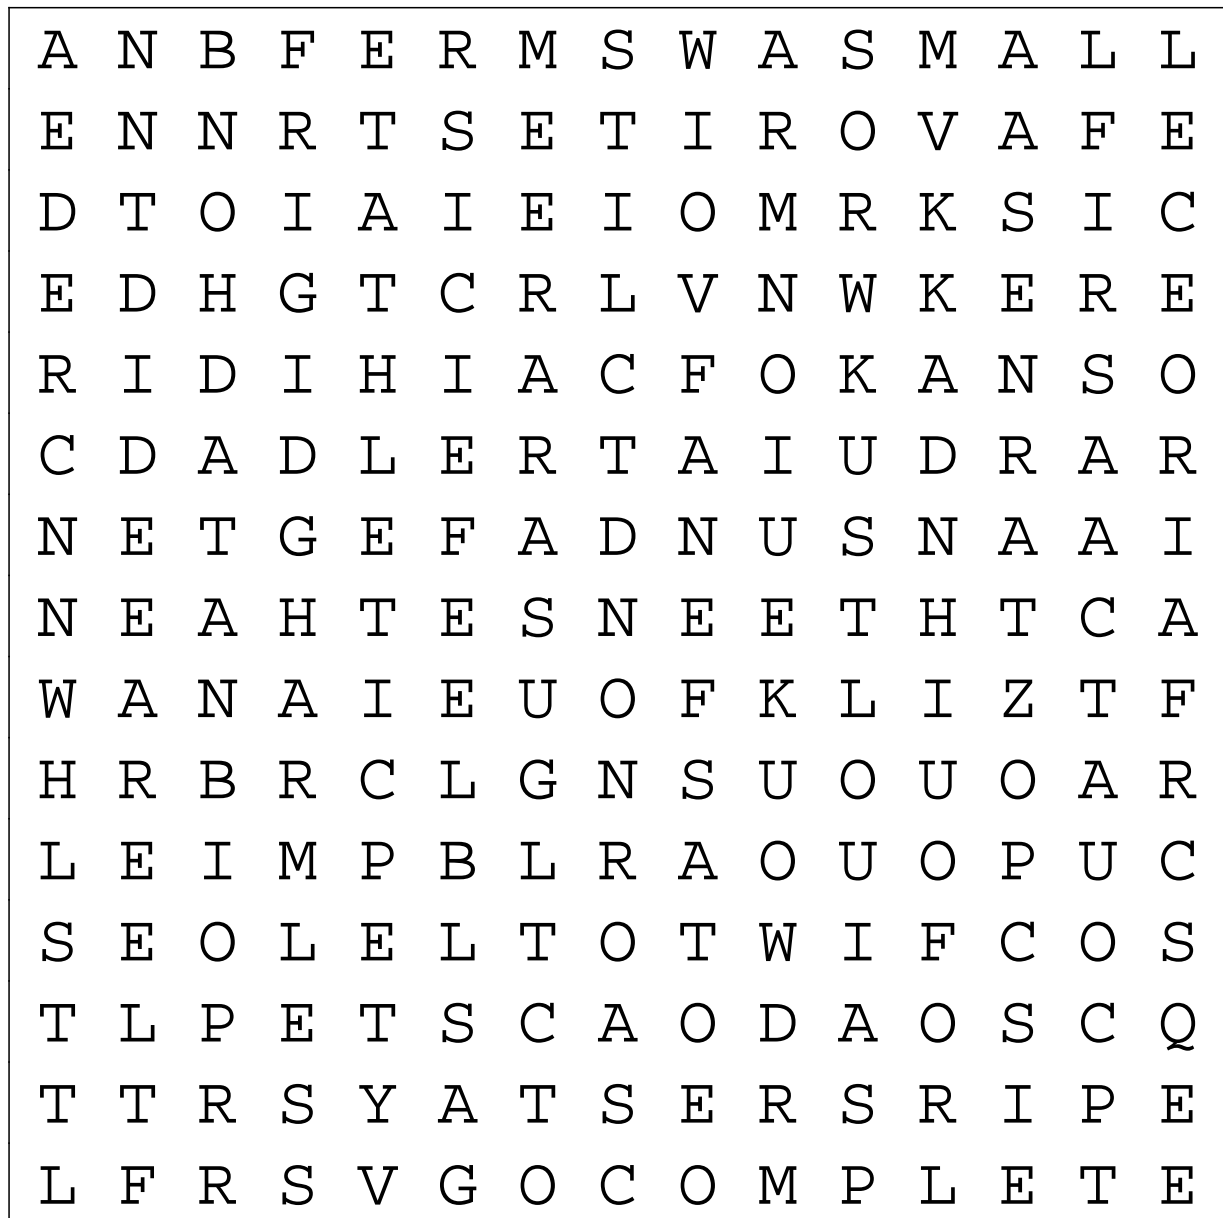 A N B F E R M S W A S M A L L
E N N R T S E T I R O V A F E
D T O I A I E I O M R K S I C
E D H G T C R L V N W K E R E
R I D I H I A C F O K A N S O
C D A D L E R T A I U D R A R
N E T G E F A D N U S N A A I
N E A H T E S N E E T H T C A
W A N A I E U O F K L I Z T F
H R B R C L G N S U O U O A R
L E I M P B L R A O U O P U C
S E O L E L T O T W I F C O S
T L P E T S C A O D A O S C Q
T T R S Y A T S E R S R I P E
L F R S V G O C O M P L E T E